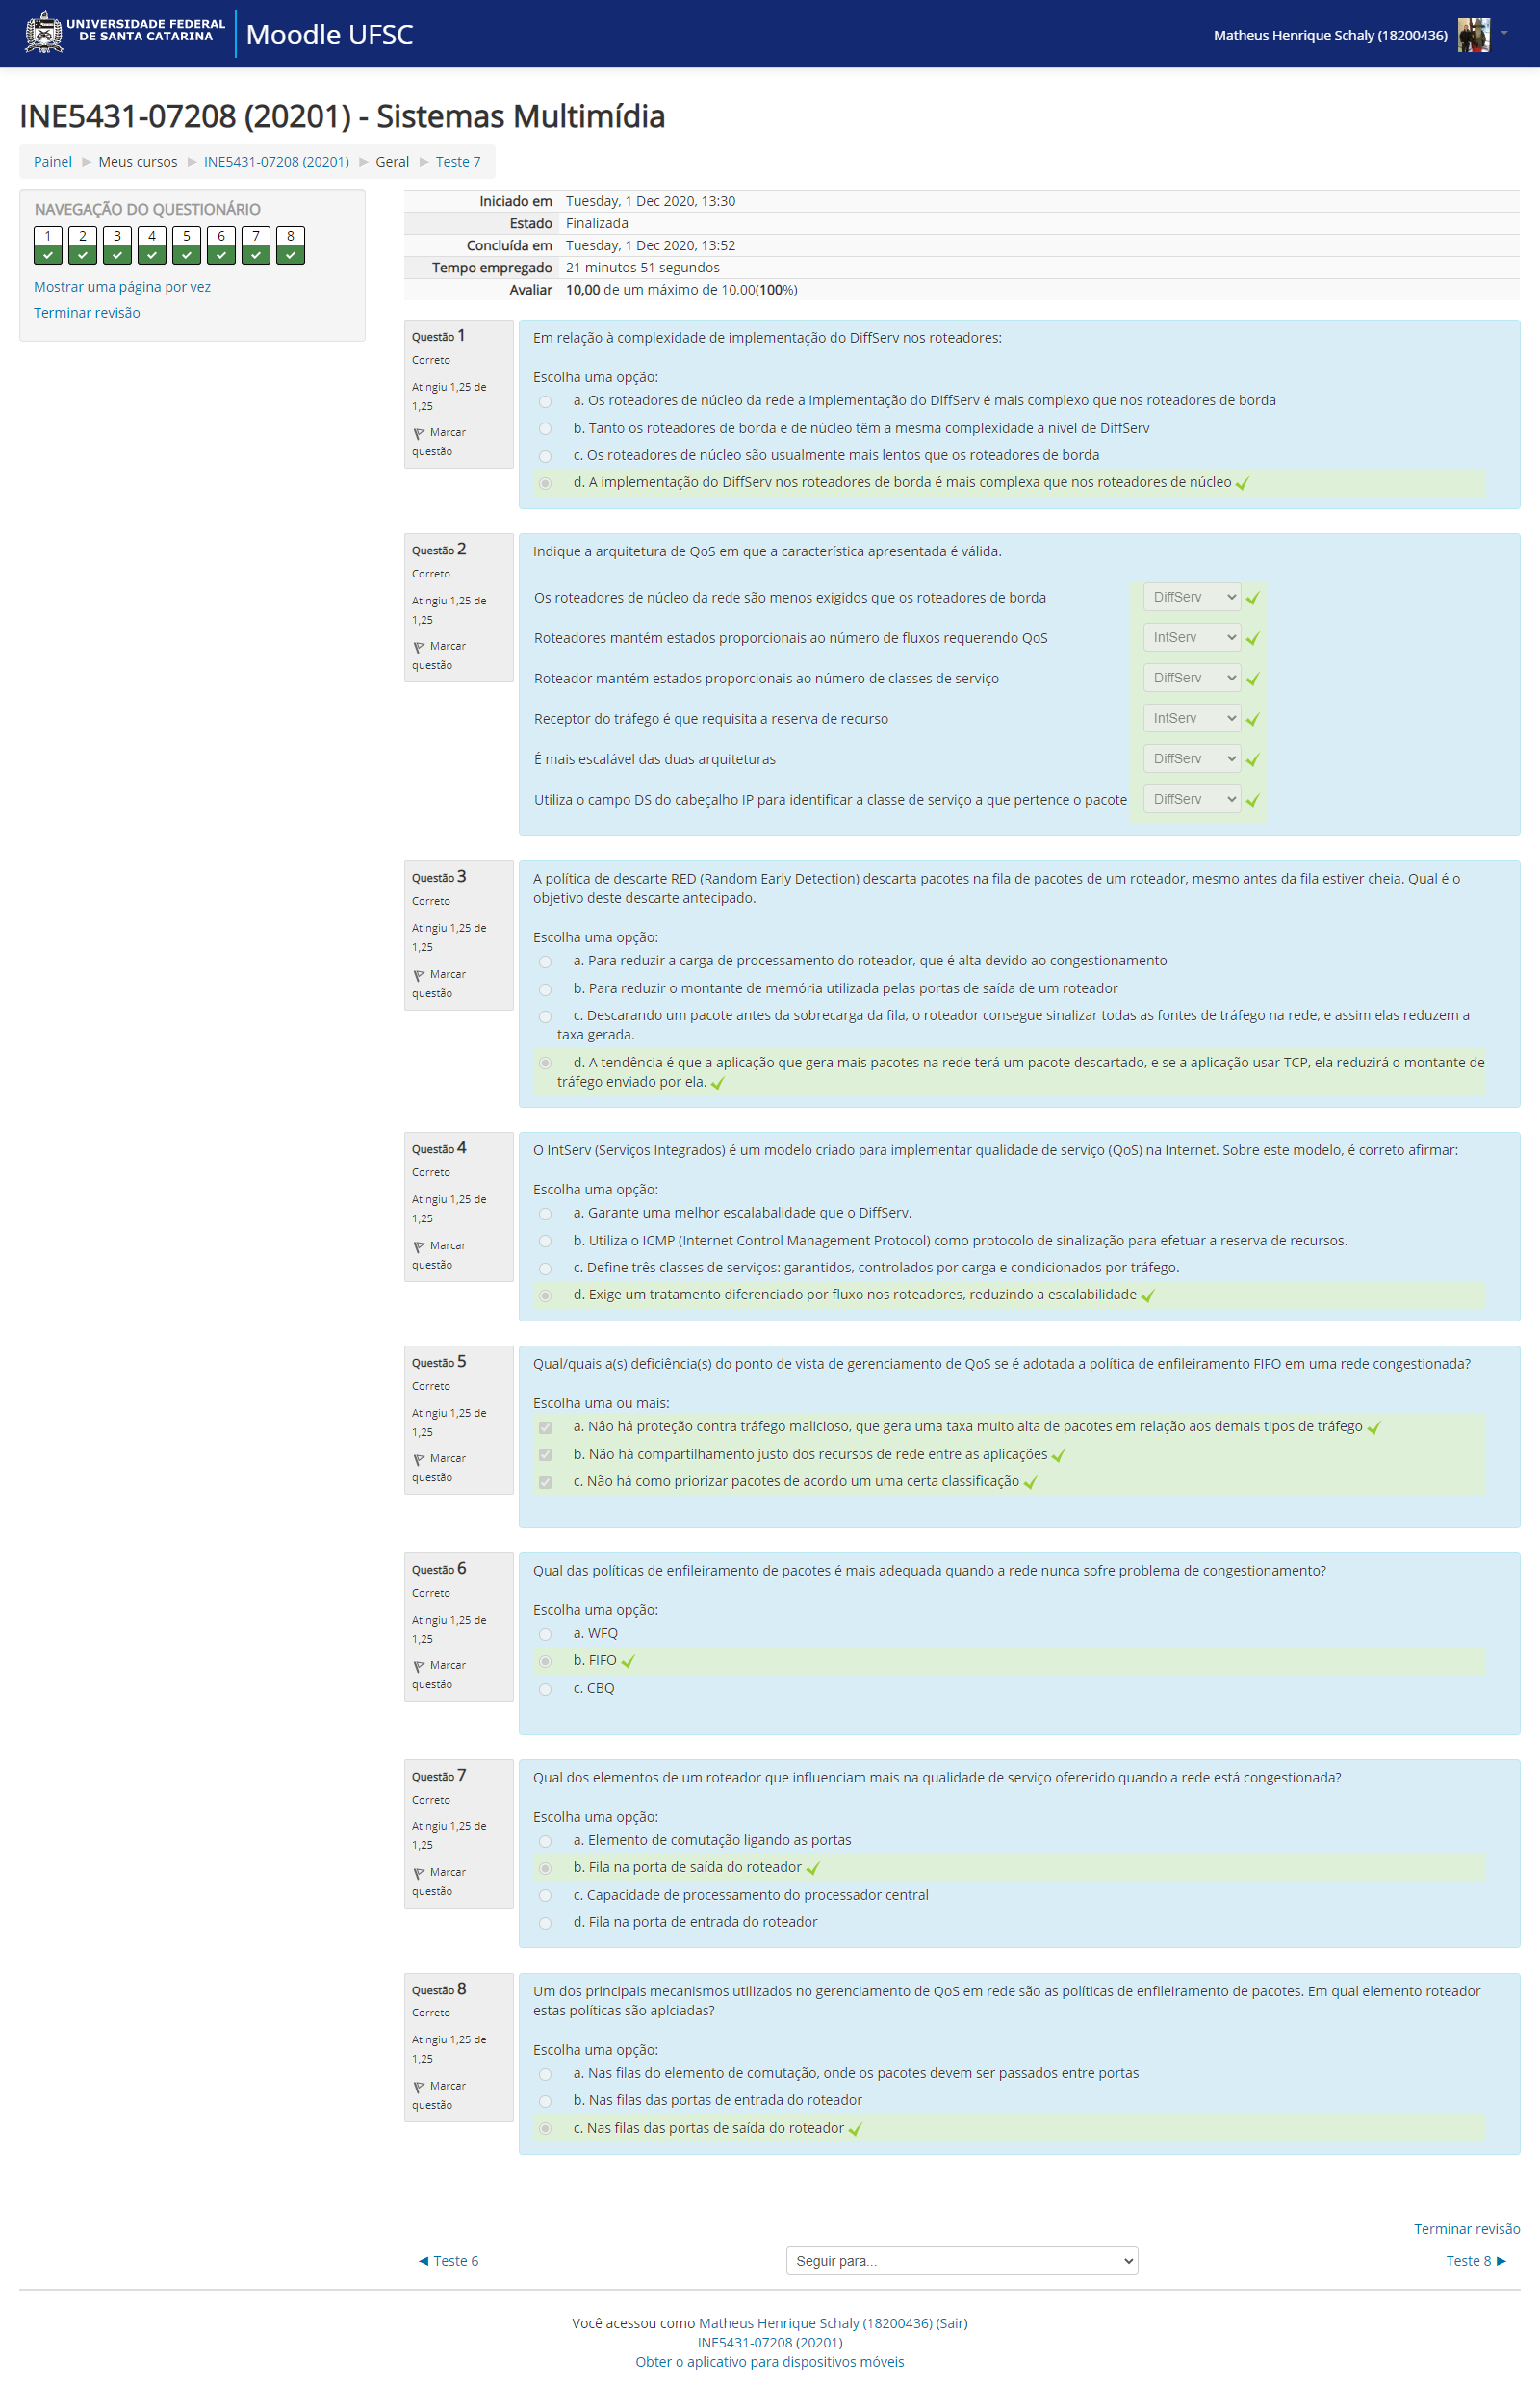 UNIVERSIDADE FEDERAL
DE SANTA CATARINA
Moodle UFSC
Matheus Henrique Schaly (18200436)
INE5431-07208 (20201) - Sistemas Multimídia
Painel ► Meus cursos ► INE5431-07208 (20201) ► Geral ► Teste 7
NAVEGAÇÃO DO QUESTIONÁRIO
1 2 3 4 5 6 7 8
Mostrar uma página por vez
Terminar revisão
Iniciado em Tuesday, 1 Dec 2020, 13:30
Estado Finalizada
Concluída em Tuesday, 1 Dec 2020, 13:52
Tempo empregado 21 minutos 51 segundos
Avaliar 10,00 de um máximo de 10,00(100%)
Questão 1
Correto
Atingiu 1,25 de
1,25
Marcar
questão
Em relação à complexidade de implementação do DiffServ nos roteadores:
Escolha uma opção:
a. Os roteadores de núcleo da rede a implementação do DiffServ é mais complexo que nos roteadores de borda
b. Tanto os roteadores de borda e de núcleo têm a mesma complexidade a nível de DiffServ
c. Os roteadores de núcleo são usualmente mais lentos que os roteadores de borda
d. A implementação do DiffServ nos roteadores de borda é mais complexa que nos roteadores de núcleo
Questão 2
Correto
Atingiu 1,25 de
1,25
Marcar
questão
Indique a arquitetura de QoS em que a característica apresentada é válida.
Os roteadores de núcleo da rede são menos exigidos que os roteadores de borda DiffServ
Roteadores mantém estados proporcionais ao número de fluxos requerendo QoS IntServ
Roteador mantém estados proporcionais ao número de classes de serviço DiffServ
Receptor do tráfego é que requisita a reserva de recurso IntServ
É mais escalável das duas arquiteturas DiffServ
Utiliza o campo DS do cabeçalho IP para identificar a classe de serviço a que pertence o pacote DiffServ
Questão 3
Correto
Atingiu 1,25 de
1,25
Marcar
questão
A política de descarte RED (Random Early Detection) descarta pacotes na fila de pacotes de um roteador, mesmo antes da fila estiver cheia. Qual é o
objetivo deste descarte antecipado.
Escolha uma opção:
a. Para reduzir a carga de processamento do roteador, que é alta devido ao congestionamento
b. Para reduzir o montante de memória utilizada pelas portas de saída de um roteador
c. Descarando um pacote antes da sobrecarga da fila, o roteador consegue sinalizar todas as fontes de tráfego na rede, e assim elas reduzem a
taxa gerada.
d. A tendência é que a aplicação que gera mais pacotes na rede terá um pacote descartado, e se a aplicação usar TCP, ela reduzirá o montante de
tráfego enviado por ela.
Questão 4
Correto
Atingiu 1,25 de
1,25
Marcar
questão
O IntServ (Serviços Integrados) é um modelo criado para implementar qualidade de serviço (QoS) na Internet. Sobre este modelo, é correto afirmar:
Escolha uma opção:
a. Garante uma melhor escalabalidade que o DiffServ.
b. Utiliza o ICMP (Internet Control Management Protocol) como protocolo de sinalização para efetuar a reserva de recursos.
c. Define três classes de serviços: garantidos, controlados por carga e condicionados por tráfego.
d. Exige um tratamento diferenciado por fluxo nos roteadores, reduzindo a escalabilidade
Questão 5
Correto
Atingiu 1,25 de
1,25
Marcar
questão
Qual/quais a(s) deficiência(s) do ponto de vista de gerenciamento de QoS se é adotada a política de enfileiramento FIFO em uma rede congestionada?
Escolha uma ou mais:
a. Nâo há proteção contra tráfego malicioso, que gera uma taxa muito alta de pacotes em relação aos demais tipos de tráfego
b. Não há compartilhamento justo dos recursos de rede entre as aplicações
c. Não há como priorizar pacotes de acordo um uma certa classificação
Questão 6
Correto
Atingiu 1,25 de
1,25
Marcar
questão
Qual das políticas de enfileiramento de pacotes é mais adequada quando a rede nunca sofre problema de congestionamento?
Escolha uma opção:
a. WFQ
b. FIFO
c. CBQ
Questão 7
Correto
Atingiu 1,25 de
1,25
Marcar
questão
Qual dos elementos de um roteador que influenciam mais na qualidade de serviço oferecido quando a rede está congestionada?
Escolha uma opção:
a. Elemento de comutação ligando as portas
b. Fila na porta de saída do roteador
c. Capacidade de processamento do processador central
d. Fila na porta de entrada do roteador
Questão 8
Correto
Atingiu 1,25 de
1,25
Marcar
questão
Um dos principais mecanismos utilizados no gerenciamento de QoS em rede são as políticas de enfileiramento de pacotes. Em qual elemento roteador
estas políticas são aplciadas?
Escolha uma opção:
a. Nas filas do elemento de comutação, onde os pacotes devem ser passados entre portas
b. Nas filas das portas de entrada do roteador
c. Nas filas das portas de saída do roteador
Terminar revisão
◄ Teste 6
Seguir para...
Teste 8 ►
Você acessou como Matheus Henrique Schaly (18200436) (Sair)
INE5431-07208 (20201)
Obter o aplicativo para dispositivos móveis